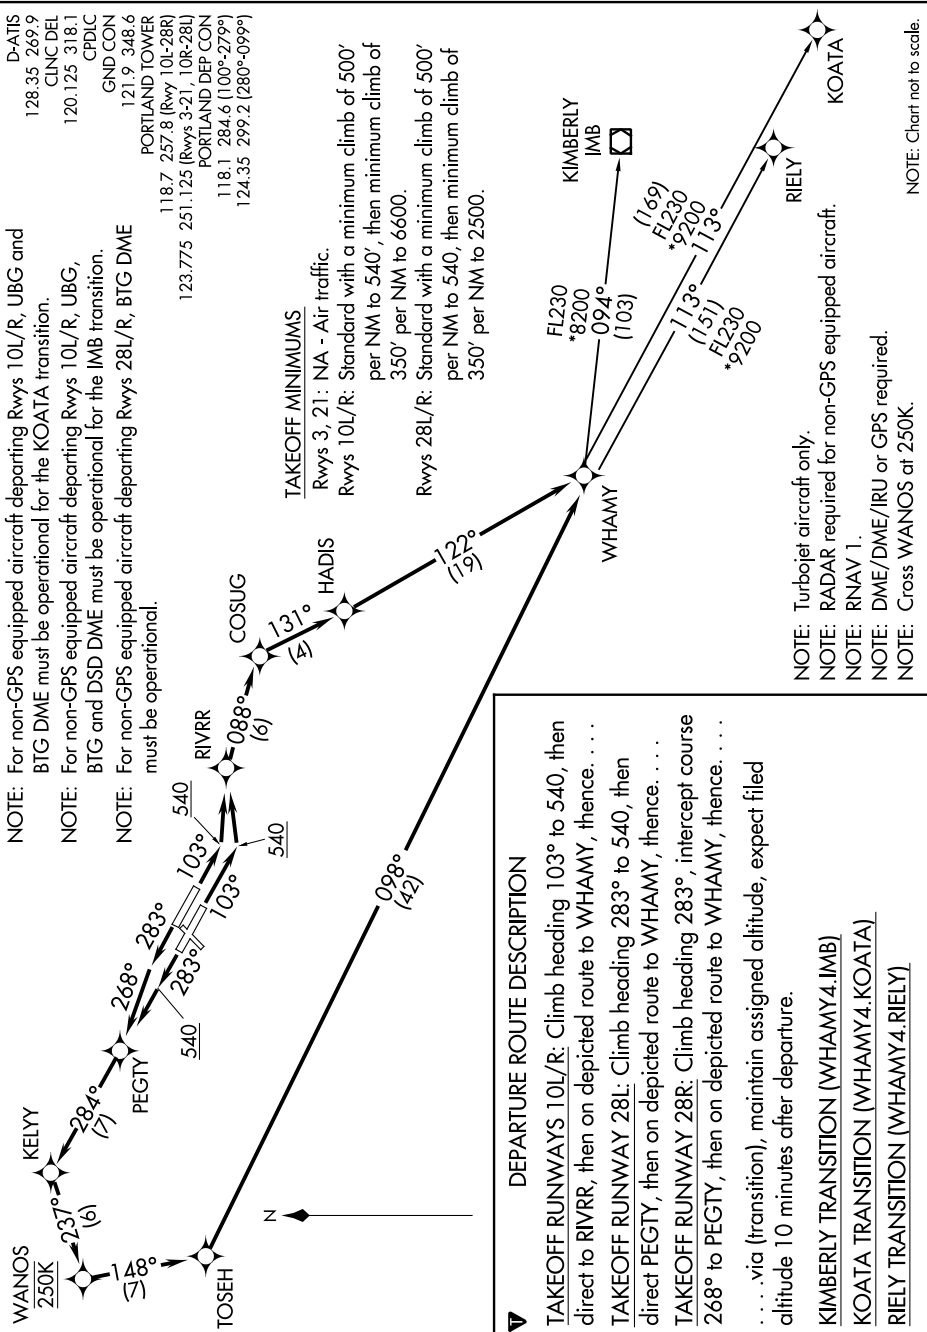 NOTE: For non-GPS equipped aircraft departing Rwys 10L/R, UBG and
BTG DME must be operational for the KOATA transition.
NOTE: For non-GPS equipped aircraft departing Rwys 10L/R, UBG,
BTG and DSD DME must be operational for the IMB transition.
NOTE: For non-GPS equipped aircraft departing Rwys 28L/R, BTG DME
must be operational.
D-ATIS
128.35 269.9
CLNC DEL
120.125 318.1
CPDLC
GND CON
121.9 348.6
PORTLAND TOWER
118.7 257.8 (Rwy 10L-28R)
123.775 251.125 (Rwys 3-21, 10R-28L)
PORTLAND DEP CON
118.1 284.6 (100°-279°)
124.35 299.2 (280°-099°)
TAKEOFF MINIMUMS
Rwys 3, 21: NA - Air traffic.
Rwys 10L/R: Standard with a minimum climb of 500'
per NM to 540', then minimum climb of
350' per NM to 6600.
Rwys 28L/R: Standard with a minimum climb of 500'
per NM to 540, then minimum climb of
350' per NM to 2500.
WANOS
250K
KELYY
237°
(6)
284°
(7)
PEGTY
148°
(7)
TOSEH
268°
283°
283°
540
103°
103°
540
540
RIVRR
088°
(6)
COSUG
131°
(4)
HADIS
122°
(19)
098°
(42)
WHAMY
FL230
*8200
094°
(103)
KIMBERLY
IMB
(169)
FL230
*9200
113°
113°
(151)
FL230
*9200
KOATA
RIELY
N
NOTE: Turbojet aircraft only.
NOTE: RADAR required for non-GPS equipped aircraft.
NOTE: RNAV 1.
NOTE: DME/DME/IRU or GPS required.
NOTE: Cross WANOS at 250K.
NOTE: Chart not to scale.
T
DEPARTURE ROUTE DESCRIPTION
TAKEOFF RUNWAYS 10L/R: Climb heading 103° to 540, then
direct to RIVRR, then on depicted route to WHAMY, thence. . . .
TAKEOFF RUNWAY 28L: Climb heading 283° to 540, then
direct PEGTY, then on depicted route to WHAMY, thence. . . .
TAKEOFF RUNWAY 28R: Climb heading 283°, intercept course
268° to PEGTY, then on depicted route to WHAMY, thence. . . .
. . . .via (transition), maintain assigned altitude, expect filed
altitude 10 minutes after departure.
KIMBERLY TRANSITION (WHAMY4.IMB)
KOATA TRANSITION (WHAMY4.KOATA)
RIELY TRANSITION (WHAMY4.RIELY)